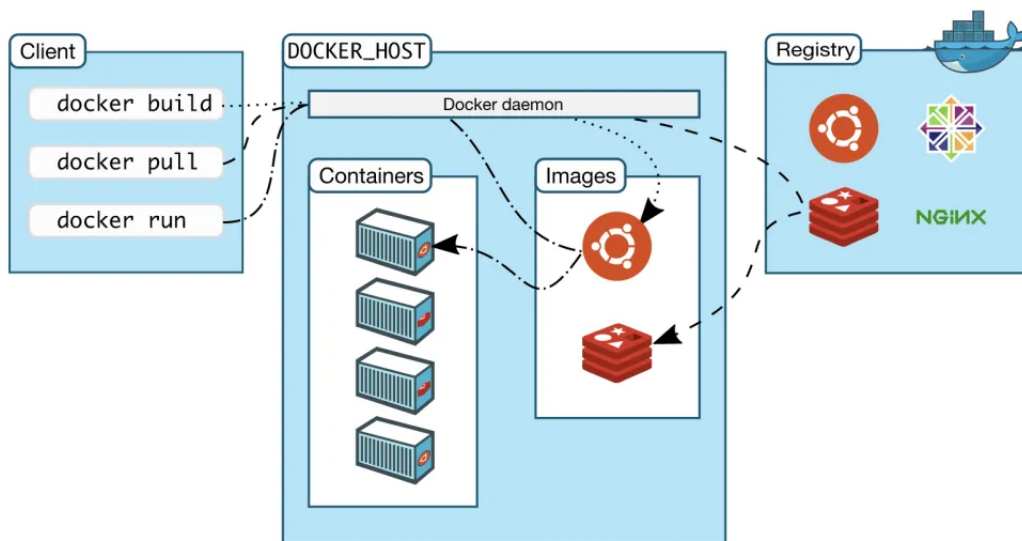 Client
docker build
docker pull
docker run
DOCKER_HOST
Docker daemon
Containers
Images
Registry
NGiNX